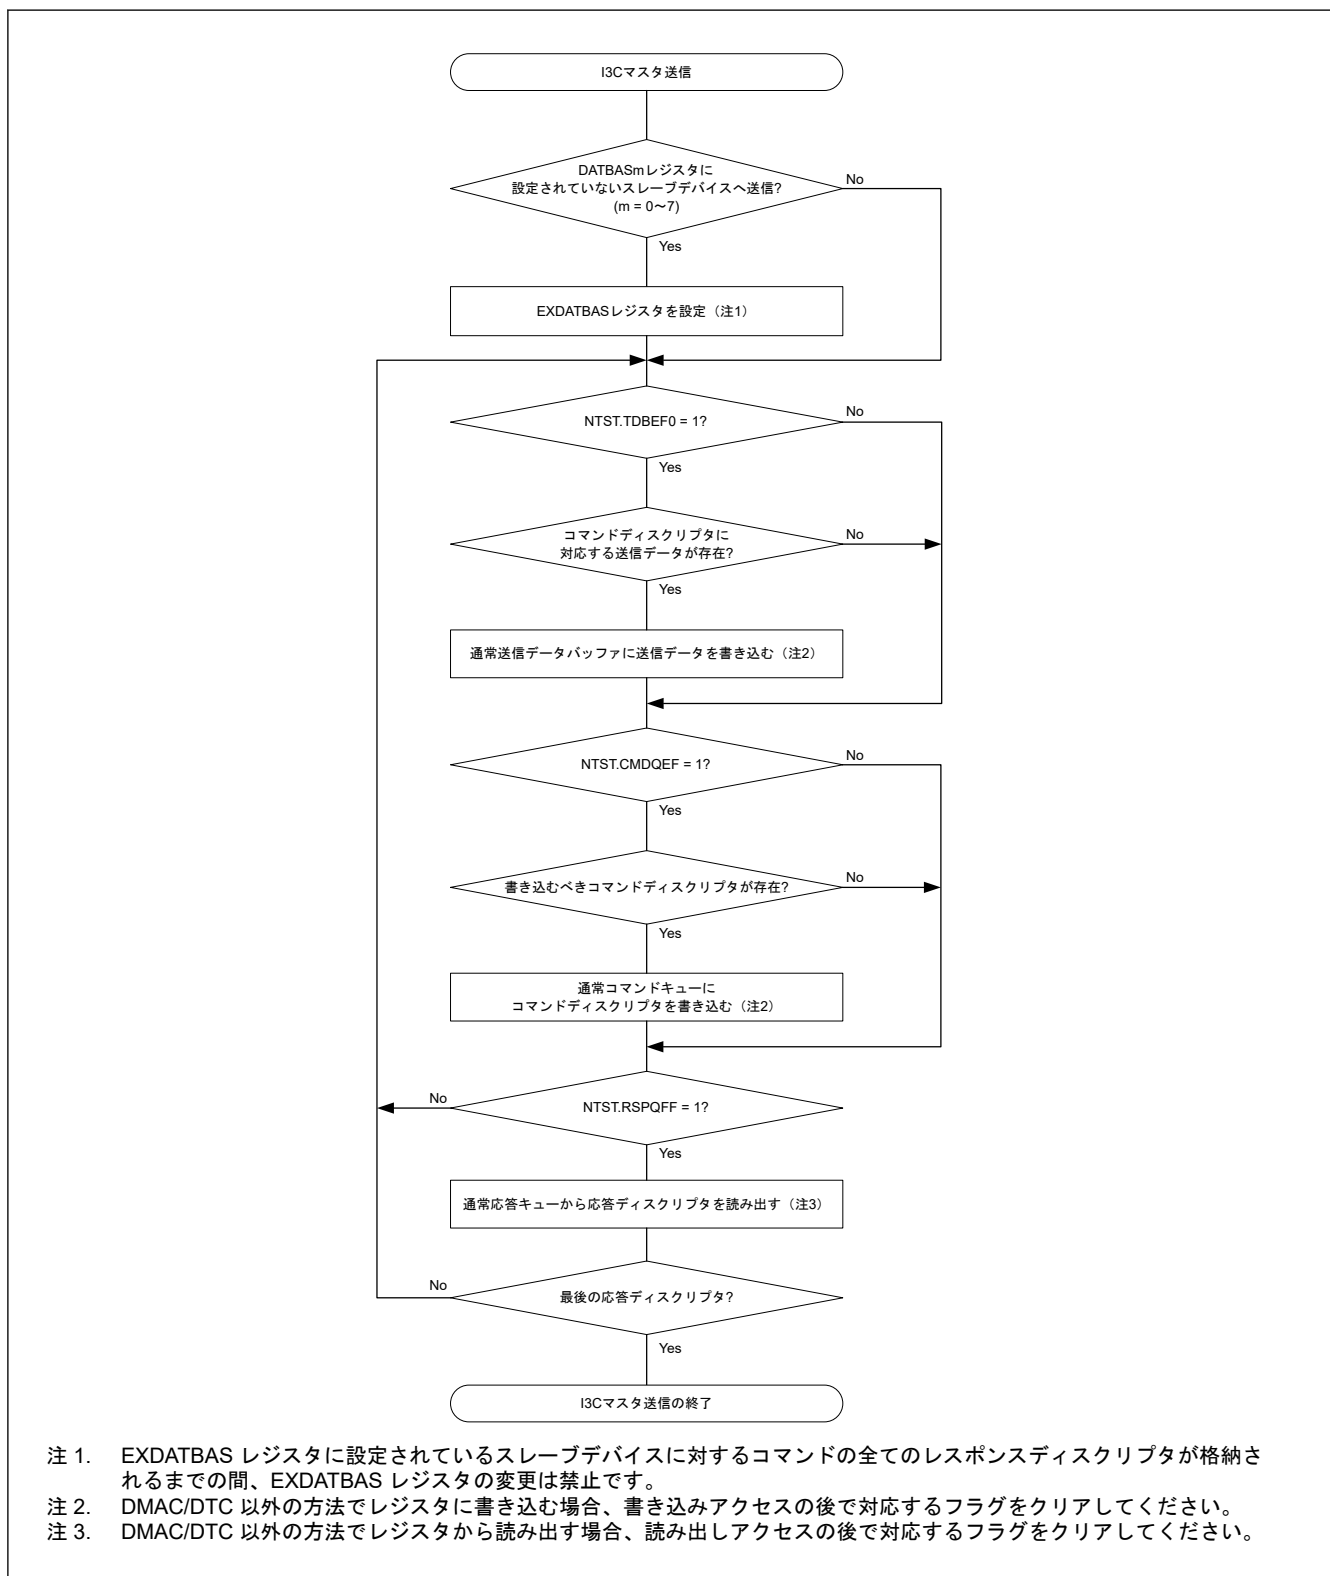 I3Cマスタ送信
DATBASmレジスタに
設定されていないスレーブデバイスへ送信?
(m = 0～7)
No
Yes
EXDATBASレジスタを設定（注1）
NTST.TDBEF0 = 1?
No
Yes
コマンドディスクリプタに
対応する送信データが存在?
No
Yes
通常送信データバッファに送信データを書き込む（注2）
NTST.CMDQEF = 1?
No
Yes
書き込むべきコマンドディスクリプタが存在?
No
Yes
通常コマンドキューに
コマンドディスクリプタを書き込む（注2）
No
NTST.RSPQFF = 1?
Yes
通常応答キューから応答ディスクリプタを読み出す（注3）
No
最後の応答ディスクリプタ?
Yes
I3Cマスタ送信の終了
注 1. EXDATBAS レジスタに設定されているスレーブデバイスに対するコマンドの全てのレスポンスディスクリプタが格納さ
れるまでの間、EXDATBAS レジスタの変更は禁止です。
注 2. DMAC/DTC 以外の方法でレジスタに書き込む場合、書き込みアクセスの後で対応するフラグをクリアしてください。
注 3. DMAC/DTC 以外の方法でレジスタから読み出す場合、読み出しアクセスの後で対応するフラグをクリアしてください。